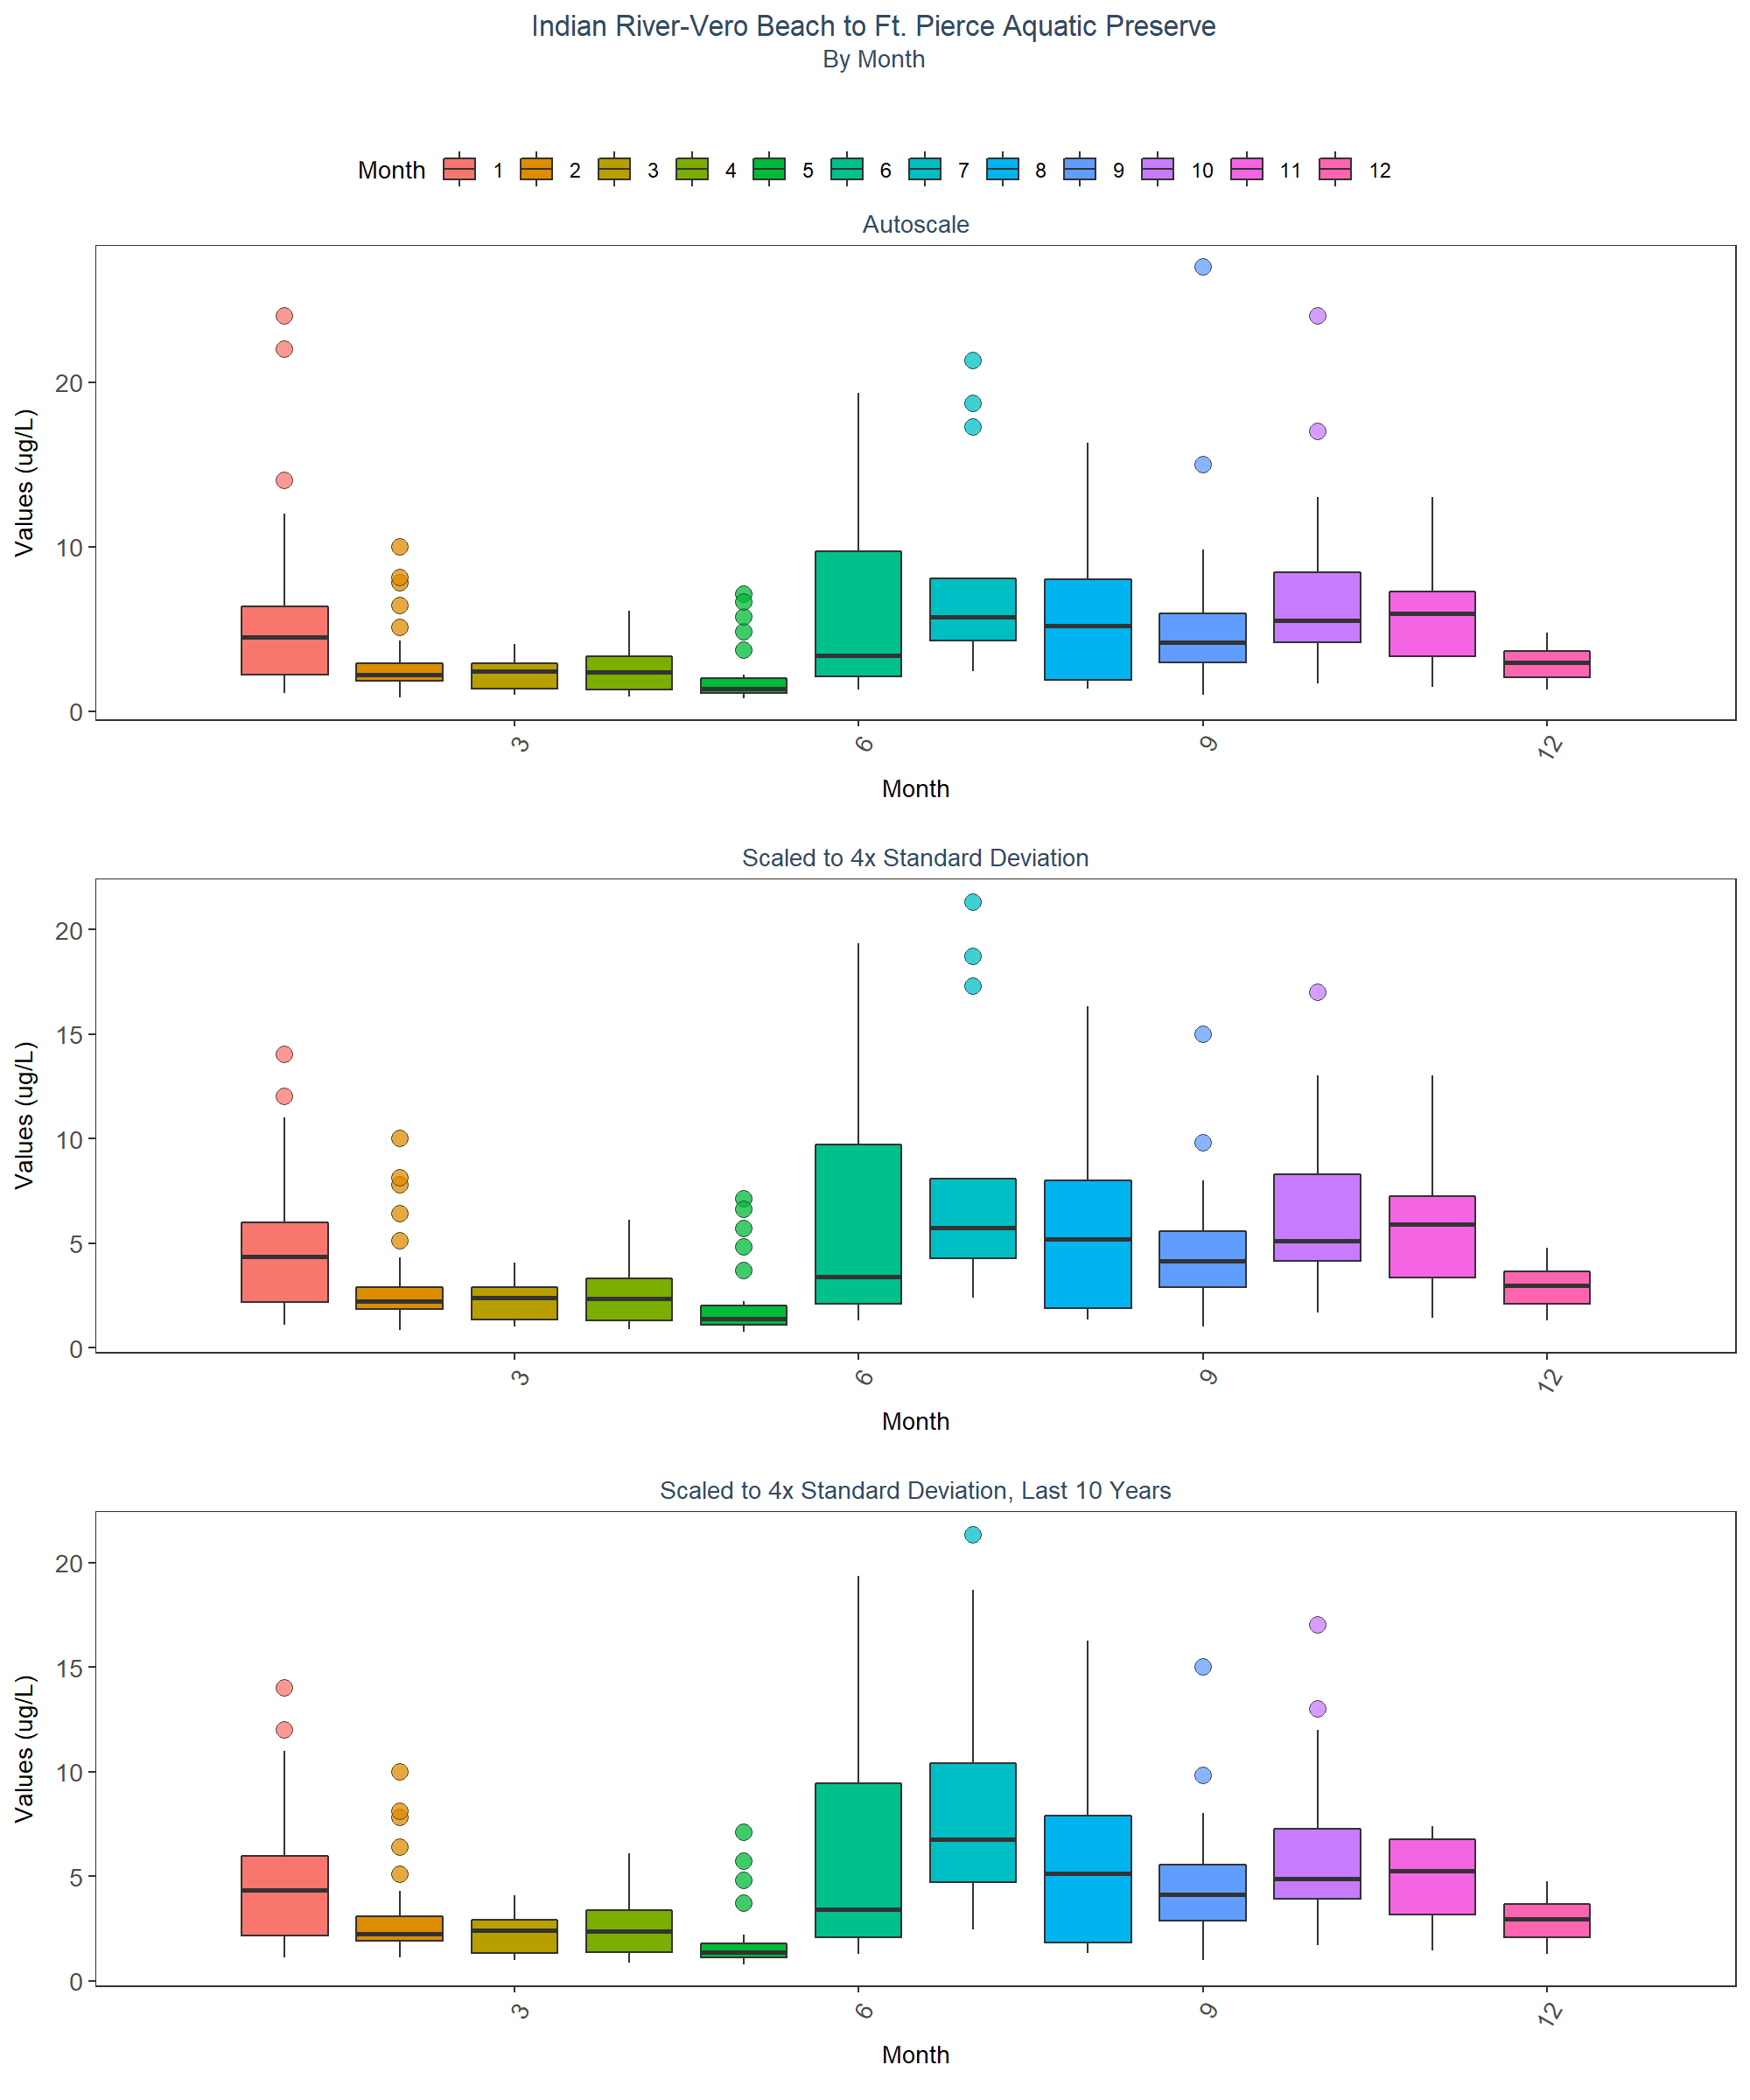 Indian River-Vero Beach to Ft. Pierce Aquatic Preserve
By Month
Month 1 2 3 4 5 6 7 8 9 10 11 12
Autoscale
Values (ug/L)
20
10
0
3 6 9 12
Month
Scaled to 4x Standard Deviation
Values (ug/L)
20
15
10
5
0
3 6 9 12
Month
Scaled to 4x Standard Deviation, Last 10 Years
Values (ug/L)
20
15
10
5
0
3 6 9 12
Month